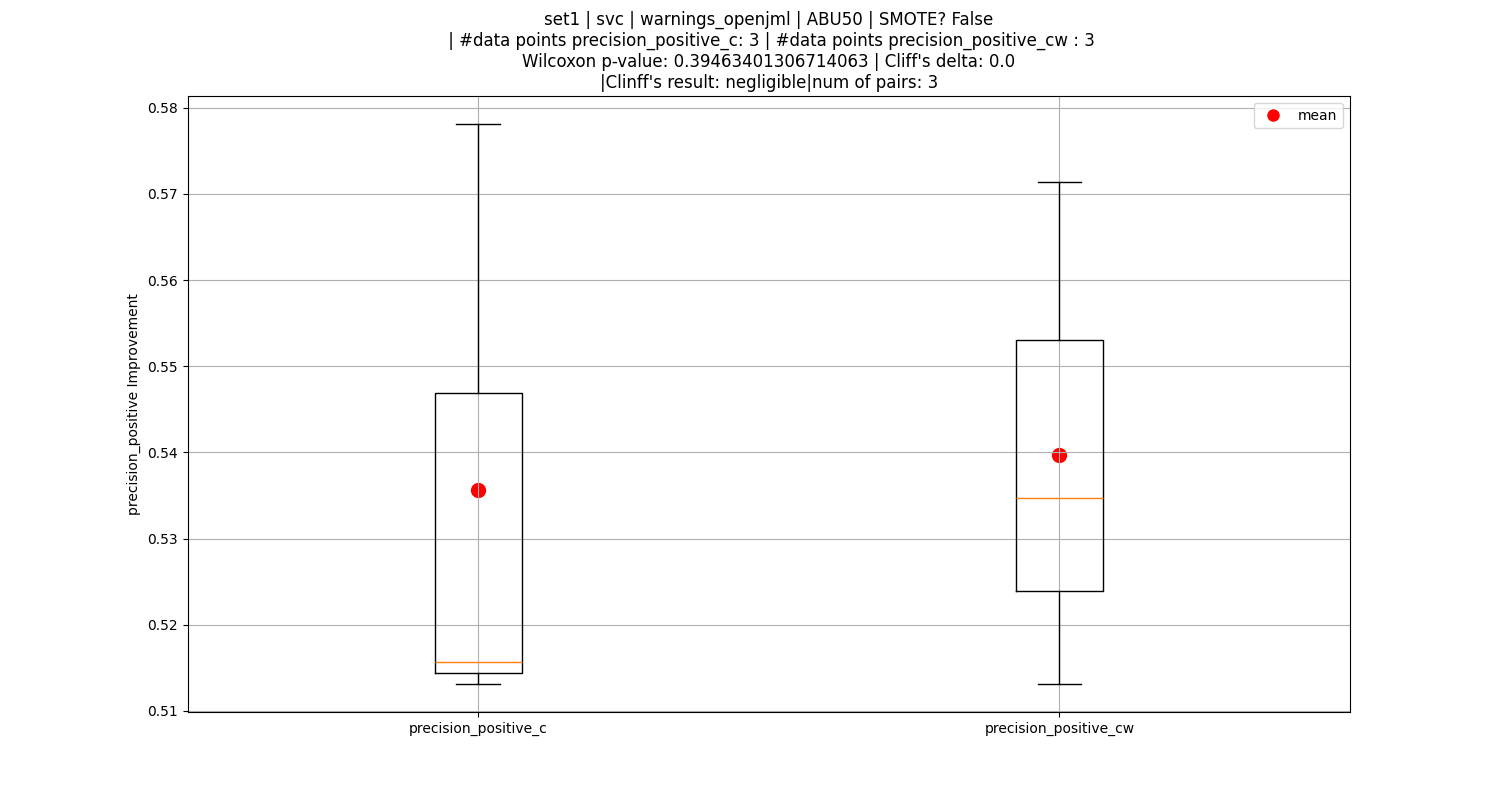 set1 | svc | warnings_openjml | ABU50 | SMOTE? False
| #data points precision_positive_c: 3 | #data points precision_positive_cw : 3
Wilcoxon p-value: 0.39463401306714063 | Cliff's delta: 0.0
|Clinff's result: negligible|num of pairs: 3
mean
0.58
0.57
0.56
0.55
0.54
0.53
0.52
0.51
precision_positive Improvement
precision_positive_c
precision_positive_cw